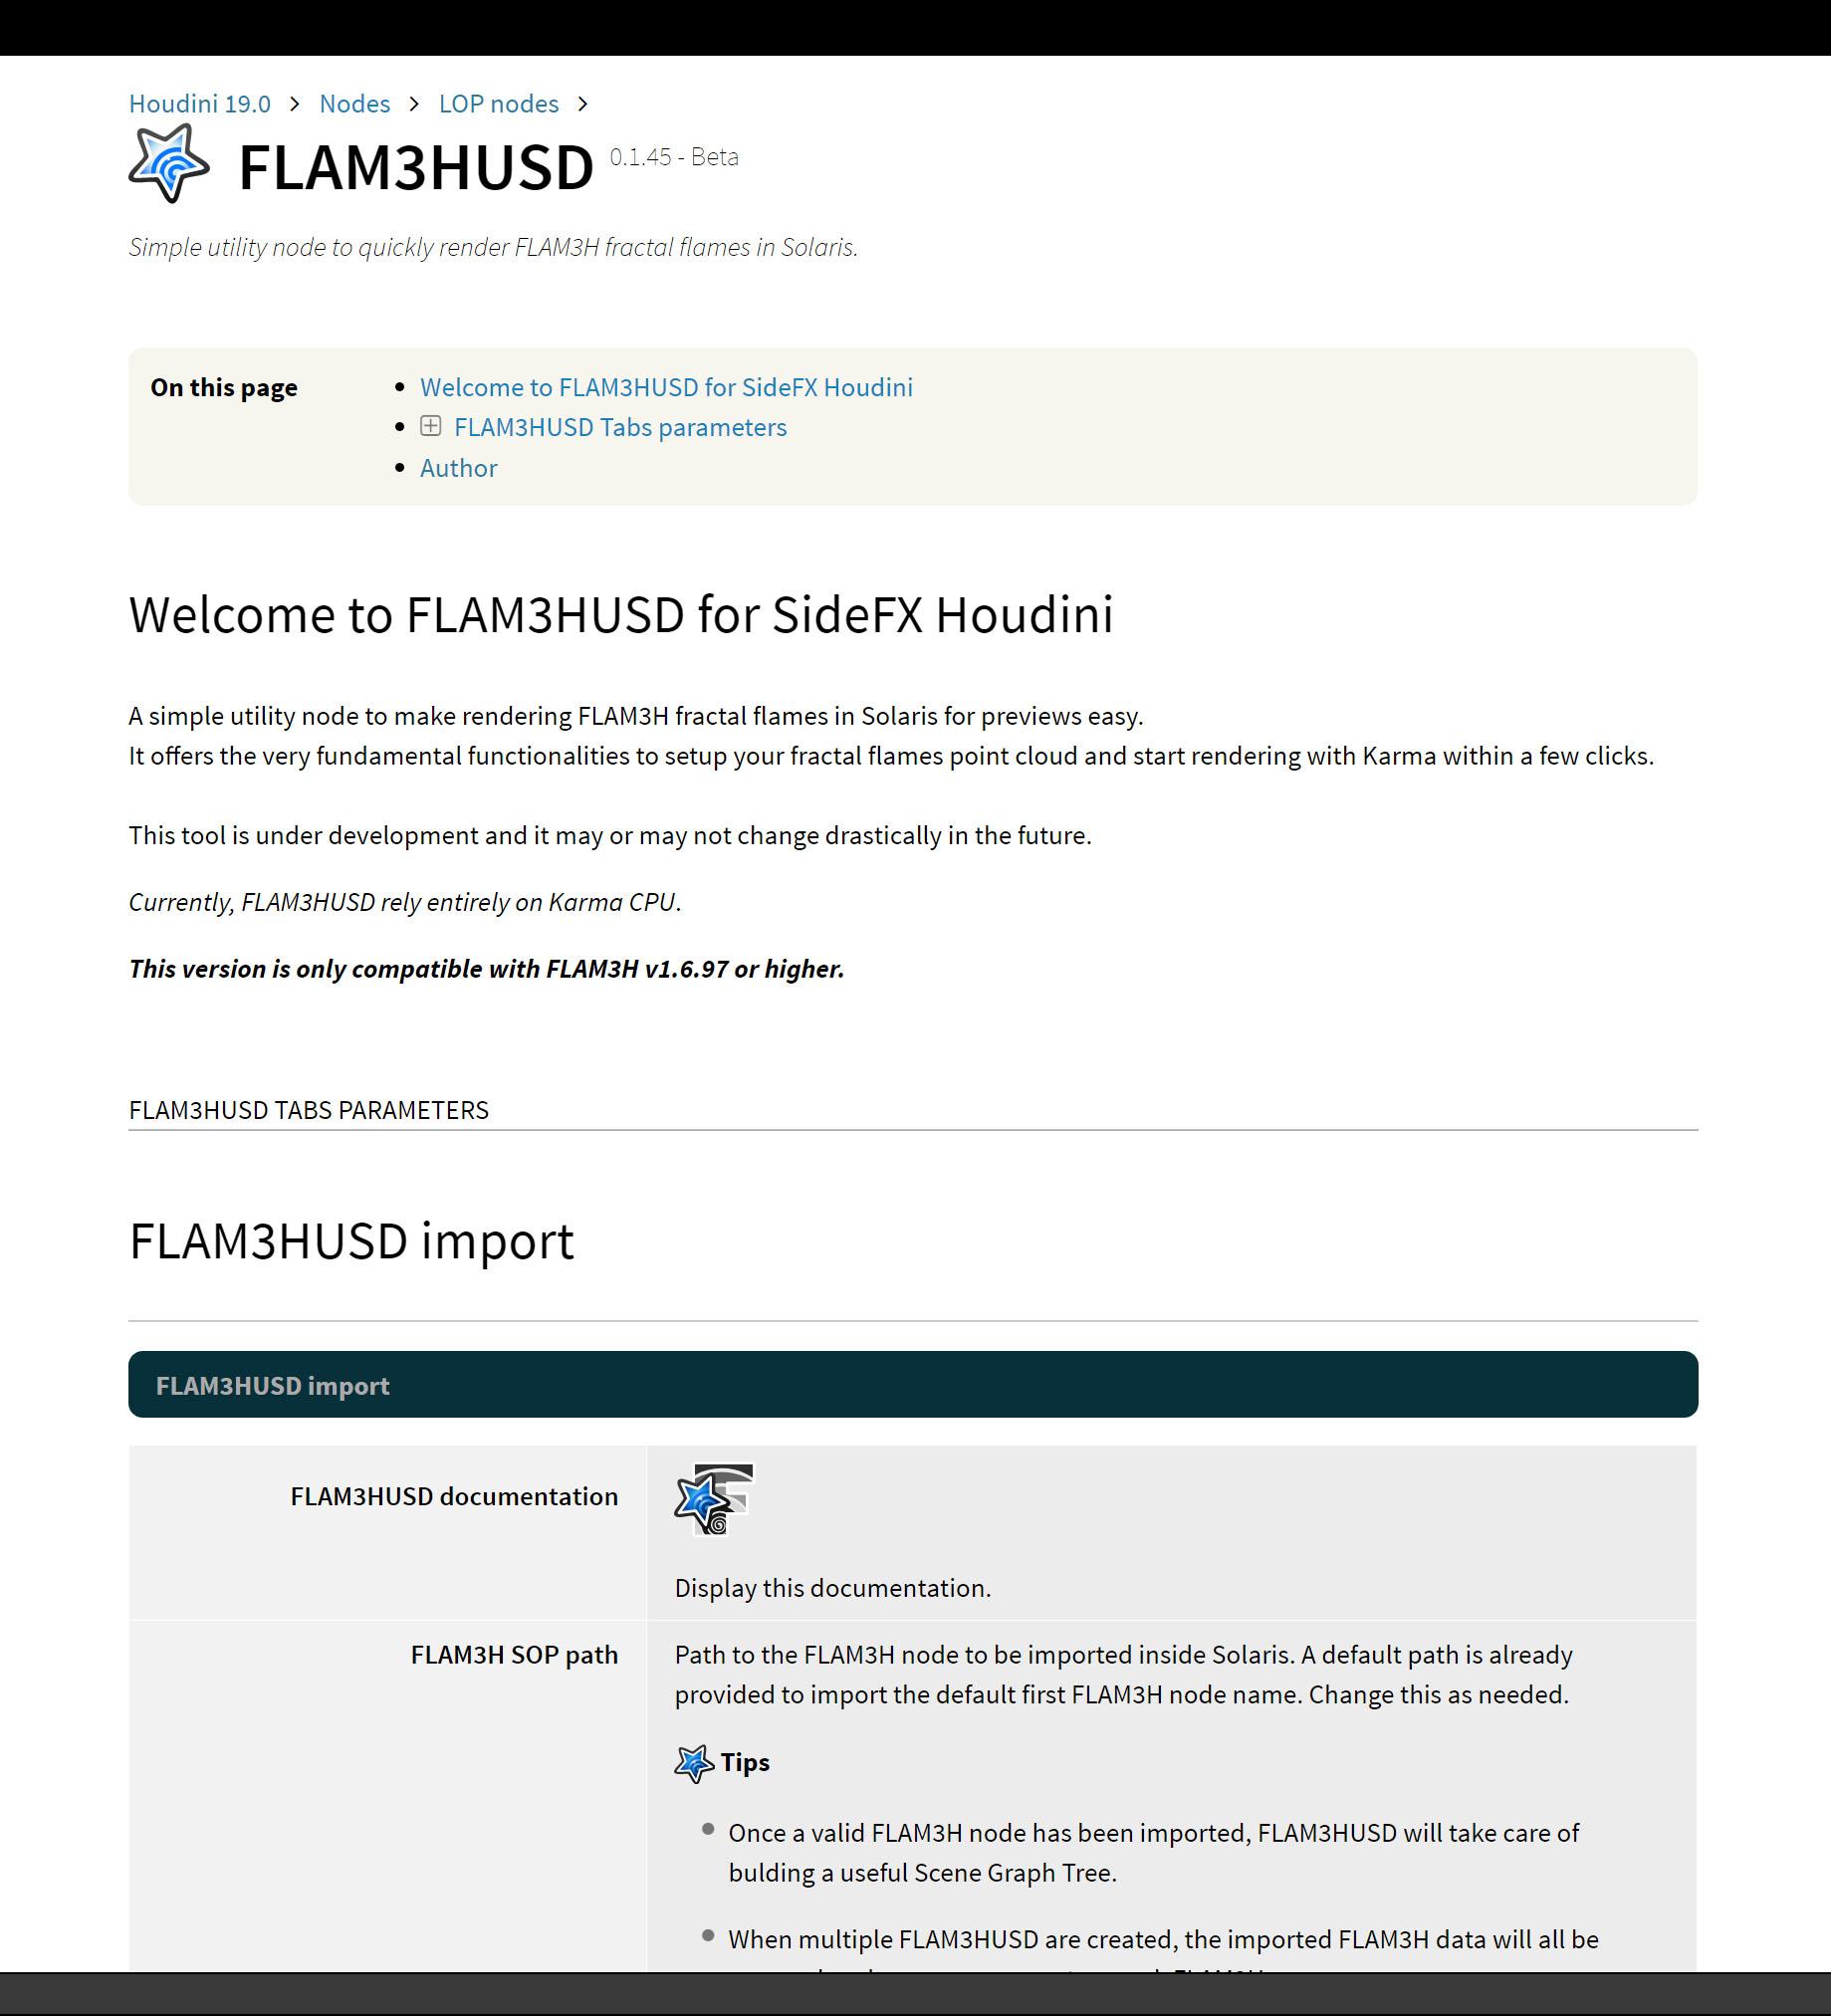 Houdini 19.0 > Nodes > LOP nodes >
FLAM3HUSD 0.1.45 - Beta
Simple utility node to quickly render FLAM3H fractal flames in Solaris.
On this page
Welcome to FLAM3HUSD for SideFX Houdini
FLAM3HUSD Tabs parameters
Author
Welcome to FLAM3HUSD for SideFX Houdini
A simple utility node to make rendering FLAM3H fractal flames in Solaris for previews easy.
It offers the very fundamental functionalities to setup your fractal flames point cloud and start rendering with Karma within a few clicks.
This tool is under development and it may or may not change drastically in the future.
Currently, FLAM3HUSD rely entirely on Karma CPU.
This version is only compatible with FLAM3H v1.6.97 or higher.
FLAM3HUSD TABS PARAMETERS
FLAM3HUSD import
FLAM3HUSD import
FLAM3HUSD documentation
Display this documentation.
FLAM3H SOP path
Path to the FLAM3H node to be imported inside Solaris. A default path is already
provided to import the default first FLAM3H node name. Change this as needed.
Tips
Once a valid FLAM3H node has been imported, FLAM3HUSD will take care of
bulding a useful Scene Graph Tree.
When multiple FLAM3HUSD are created, the imported FLAM3H data will all be